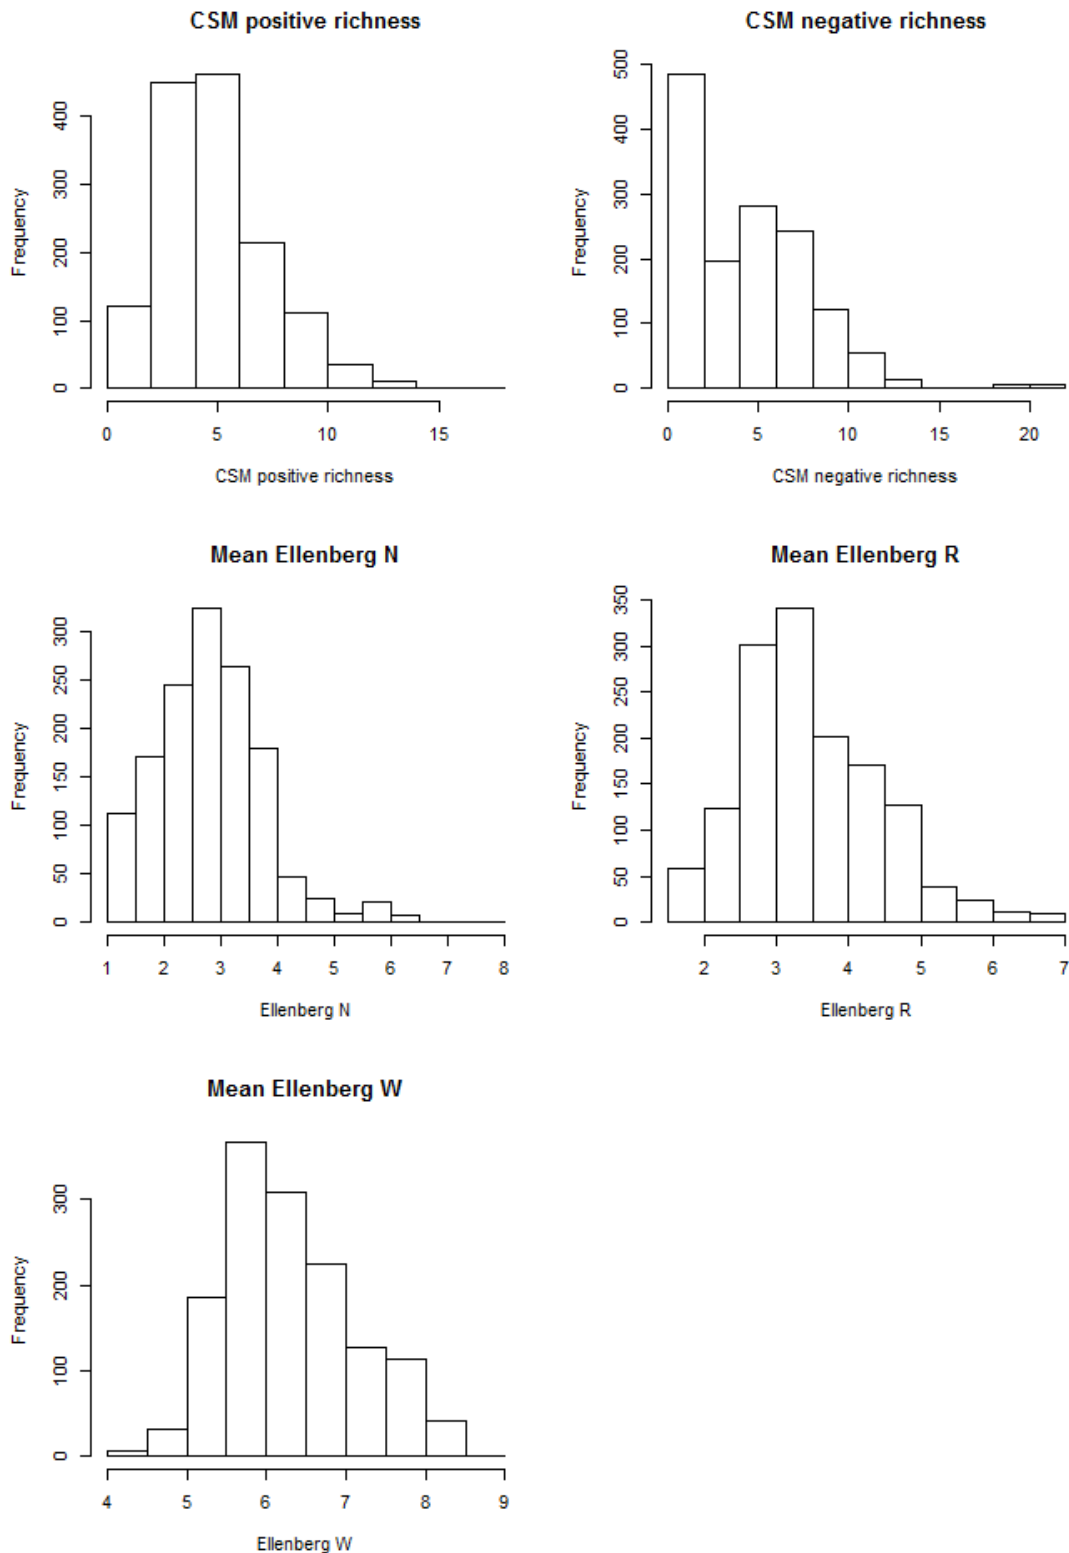 CSM positive richness
Frequency
0 100 200 300 400
0 5 10 15
CSM positive richness
CSM negative richness
Frequency
0 100 200 300 400 500
0 5 10 15 20
CSM negative richness
Mean Ellenberg N
Frequency
0 50 100 150 200 250 300
1 2 3 4 5 6 7 8
Ellenberg N
Mean Ellenberg R
Frequency
0 50 100 150 200 250 300 350
2 3 4 5 6 7
Ellenberg R
Mean Ellenberg W
Frequency
0 100 200 300
4 5 6 7 8 9
Ellenberg W